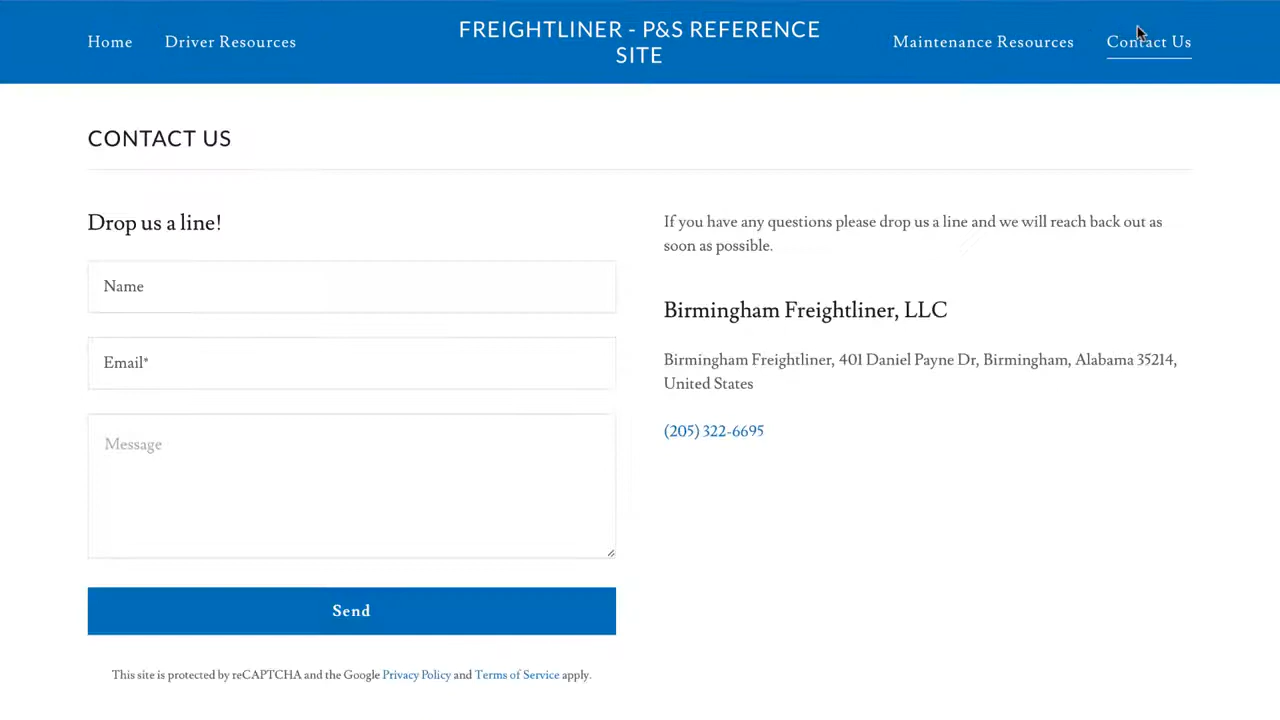 Home
Driver Resources
FREIGHTLINER - P&S REFERENCE
SITE
Maintenance Resources
Contact Us
CONTACT US
Drop us a line!
Name
Email*
Message
Send
This site is protected by reCAPTCHA and the Google Privacy Policy and Terms of Service apply.
If you have any questions please drop us a line and we will reach back out as
soon as possible.
Birmingham Freightliner, LLC
Birmingham Freightliner, 401 Daniel Payne Dr, Birmingham, Alabama 35214,
United States
(205) 322-6695